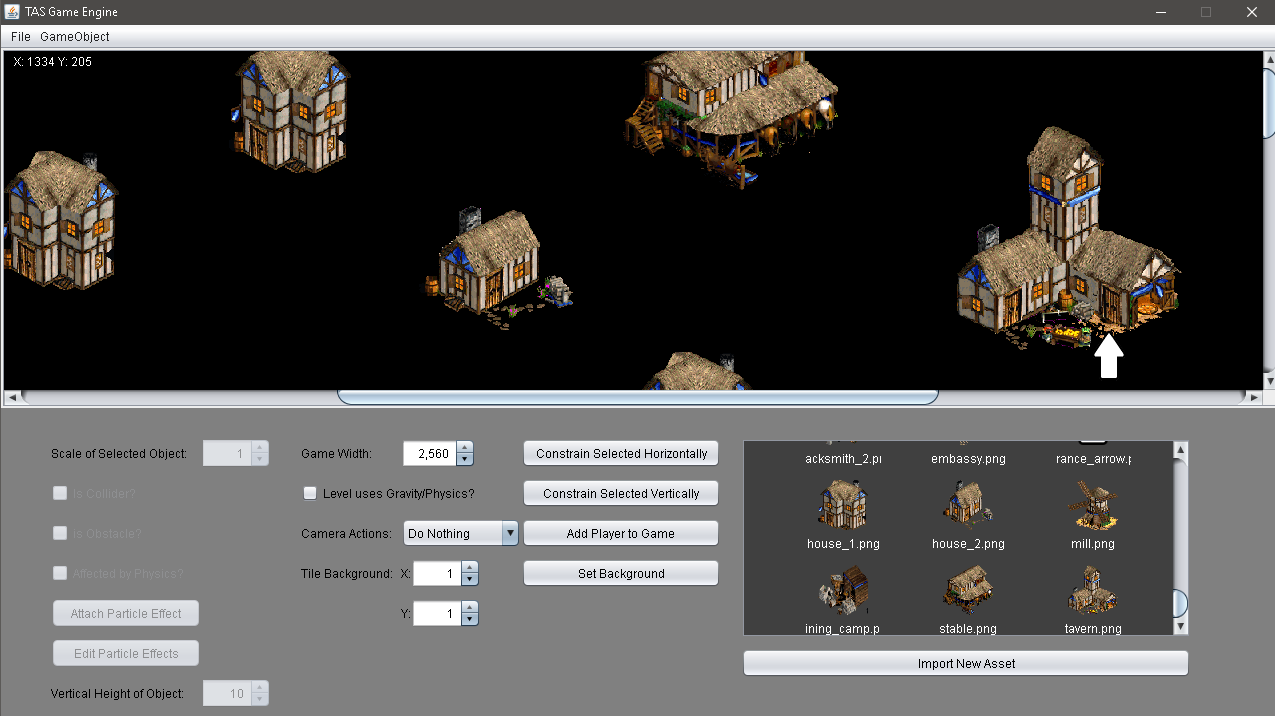 TAS Game Engine
File GameObject
X: 1334 Y: 205
Scale of Selected Object: 1
Game Width: 2,560
Constrain Selected Horizontally
Is Collider?
Level uses Gravity/Physics?
Constrain Selected Vertically
Is Obstacle?
Camera Actions: Do Nothing
Add Player to Game
Affected by Physics?
Tile Background: X: 1
Set Background
Attach Particle Effect
Y: 1
Edit Particle Effects
Vertical Height of Object: 10
acksmith_2.p embassy.png rance_arrow.p
house_1.png house_2.png mill.png
ining_camp.p stable.png tavern.png
Import New Asset